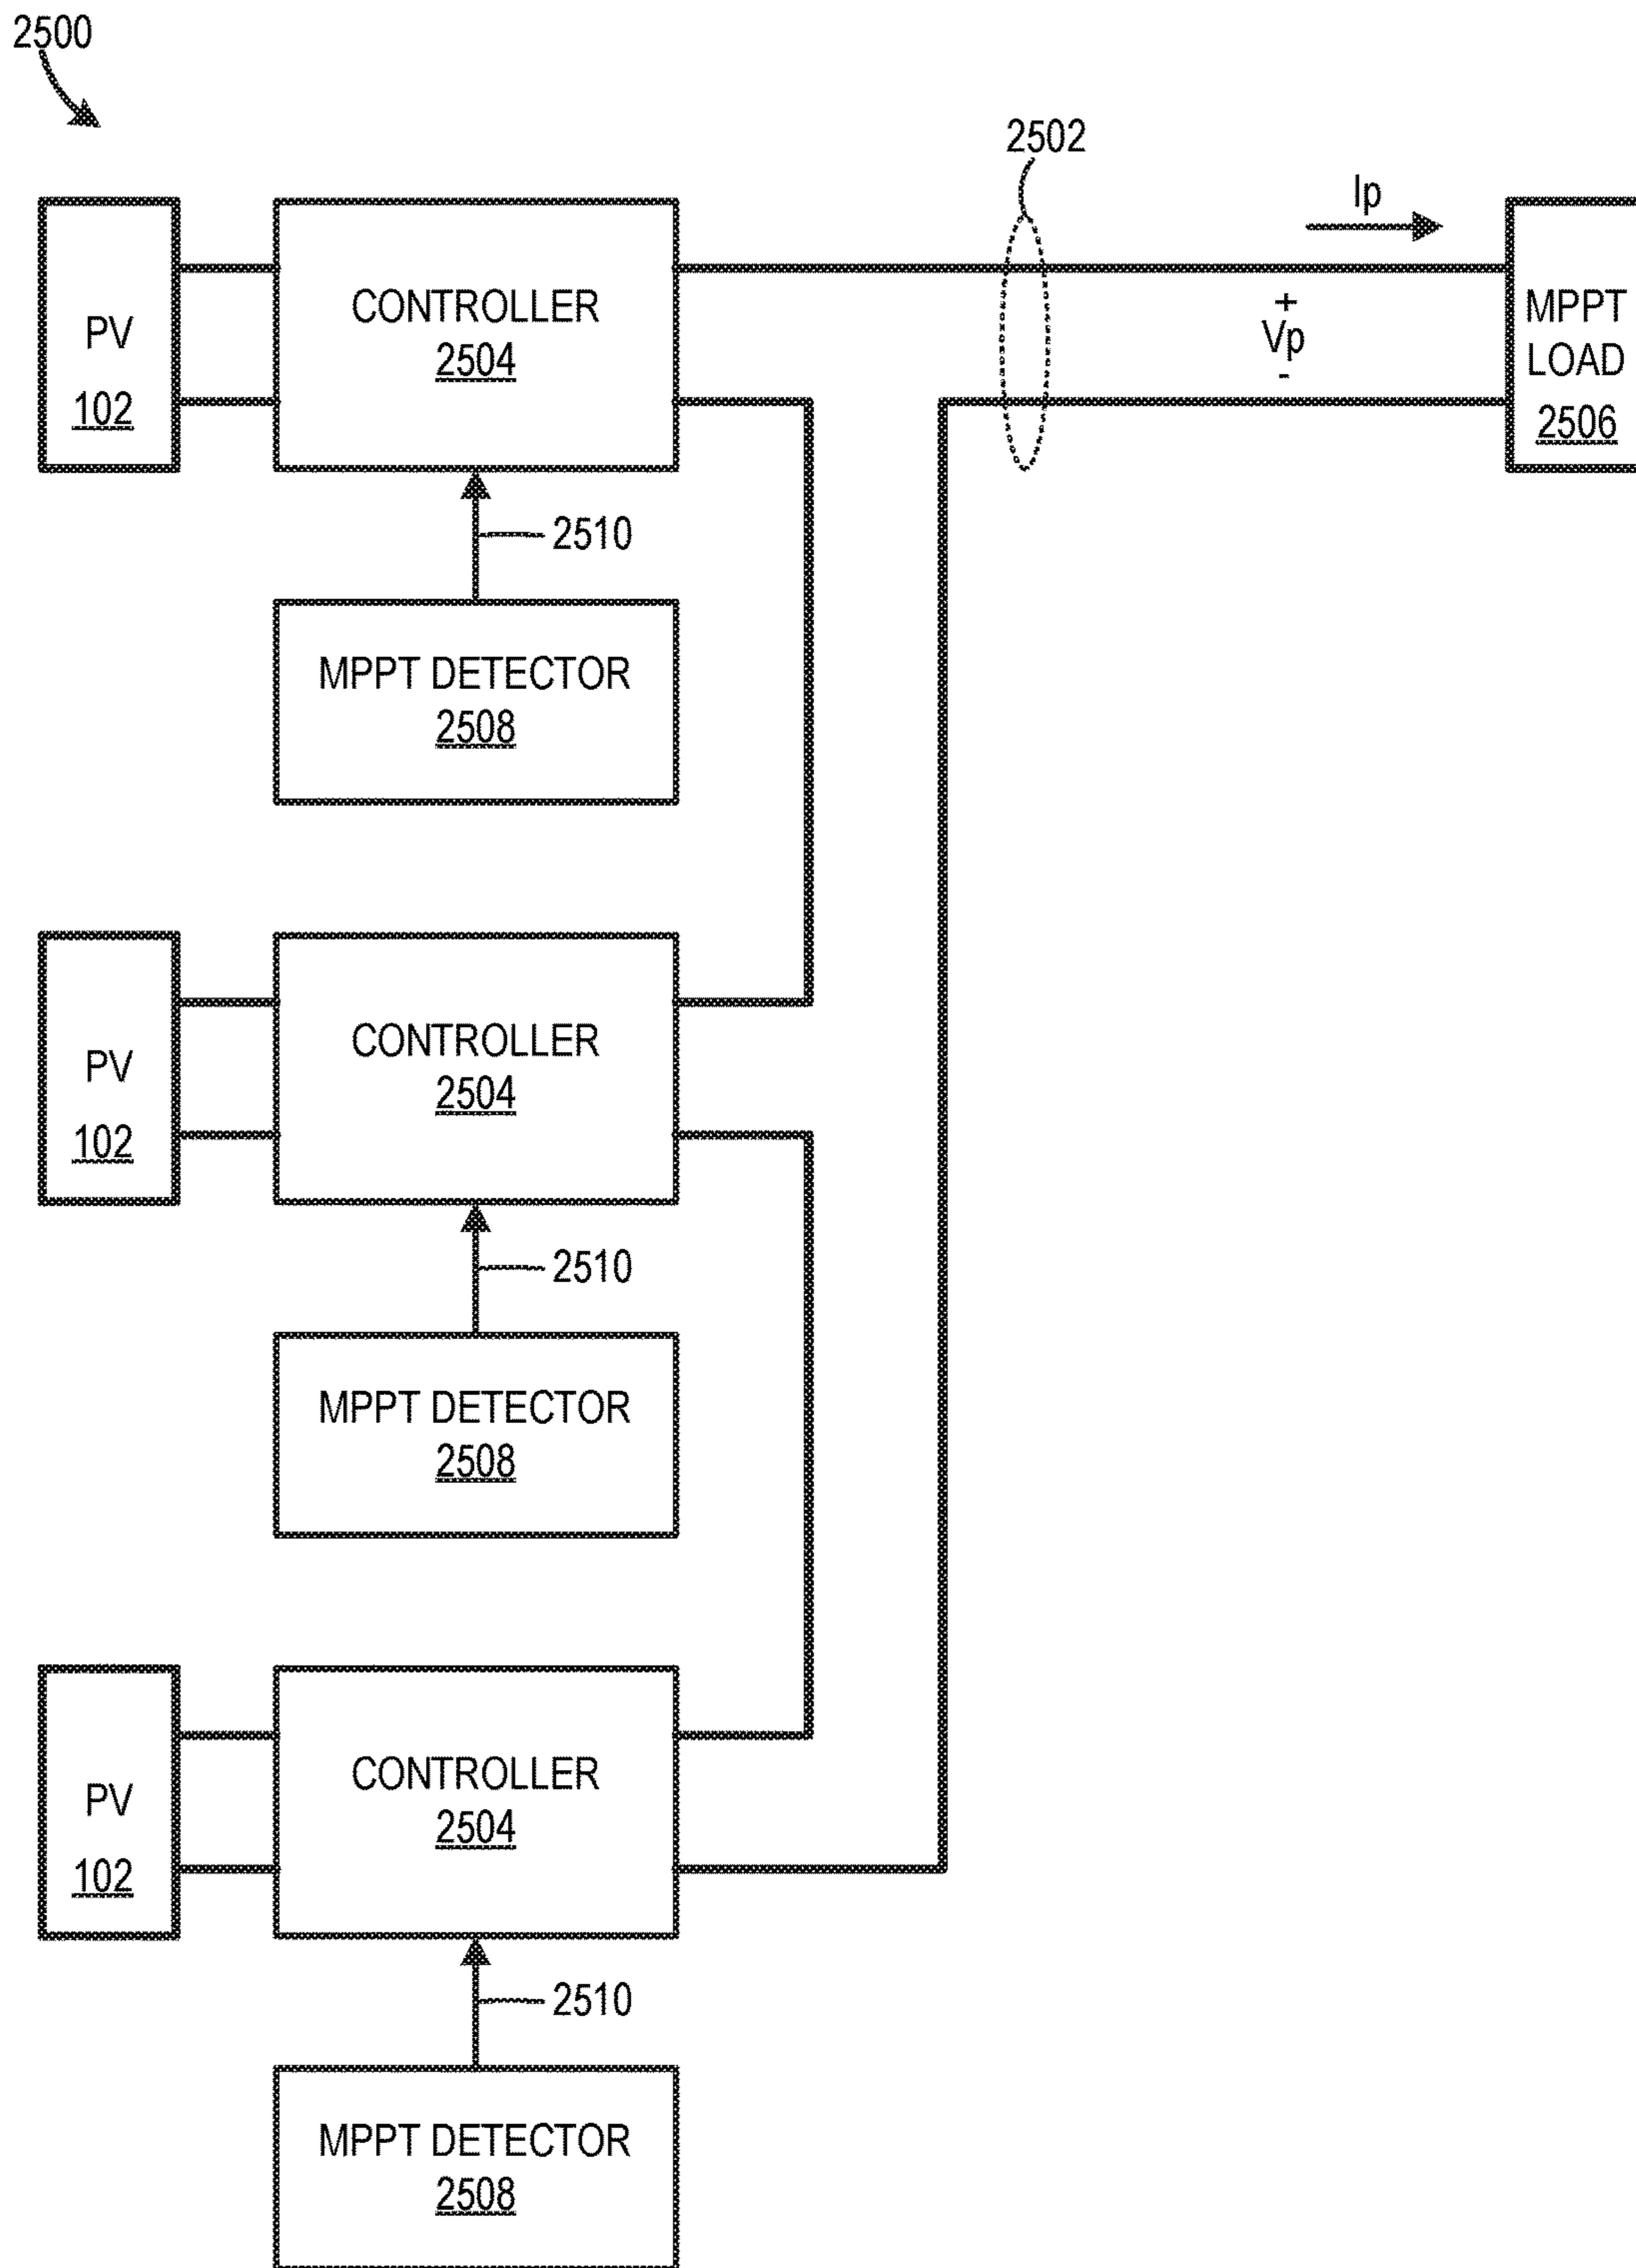 2500
2502
Ip
PV
102
CONTROLLER
2504
+
Vp
-
MPPT
LOAD
2506
2510
MPPT DETECTOR
2508
PV
102
CONTROLLER
2504
2510
MPPT DETECTOR
2508
PV
102
CONTROLLER
2504
2510
MPPT DETECTOR
2508